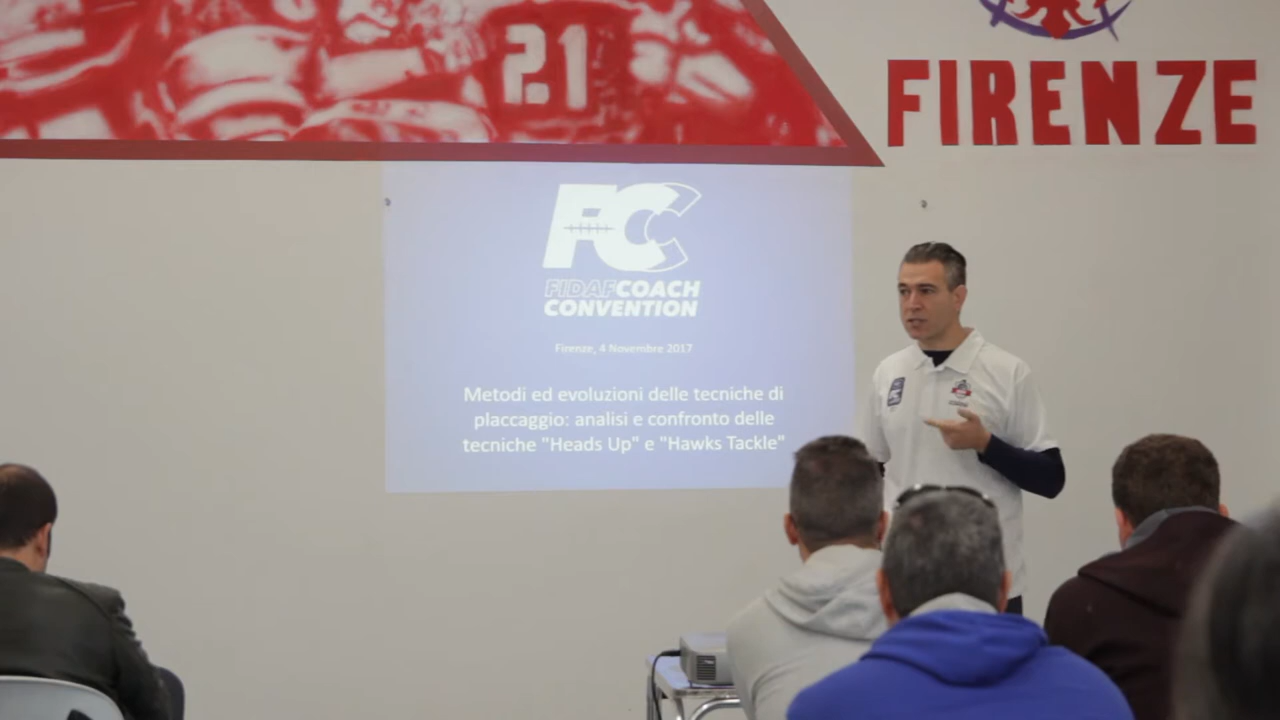 21
FIRENZE
FCC
FIDAFCOACH
CONVENTION
Firenze, 4 Novembre 2017
Metodi ed evoluzioni delle tecniche di
placcaggio: analisi e confronto delle
tecniche "Heads Up" e "Hawks Tackle"